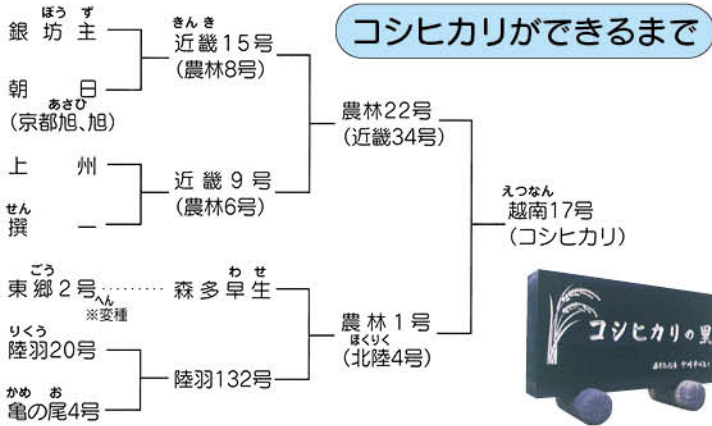 コシヒカリができるまで
ぼう ず
銀坊主
朝日
あさひ
(京都旭、旭)
きん き
近畿15号
(農林8号)
上州
せん
撰一
近畿9号
(農林6号)
農林22号
(近畿34号)
ごう
東郷2号
へん
※変種
わ せ
森多早生
りくう
陸羽20号
かめ お
亀の尾4号
陸羽132号
農林1号
ほくりく
(北陸4号)
えつなん
越南17号
(コシヒカリ)
コシヒカリの里